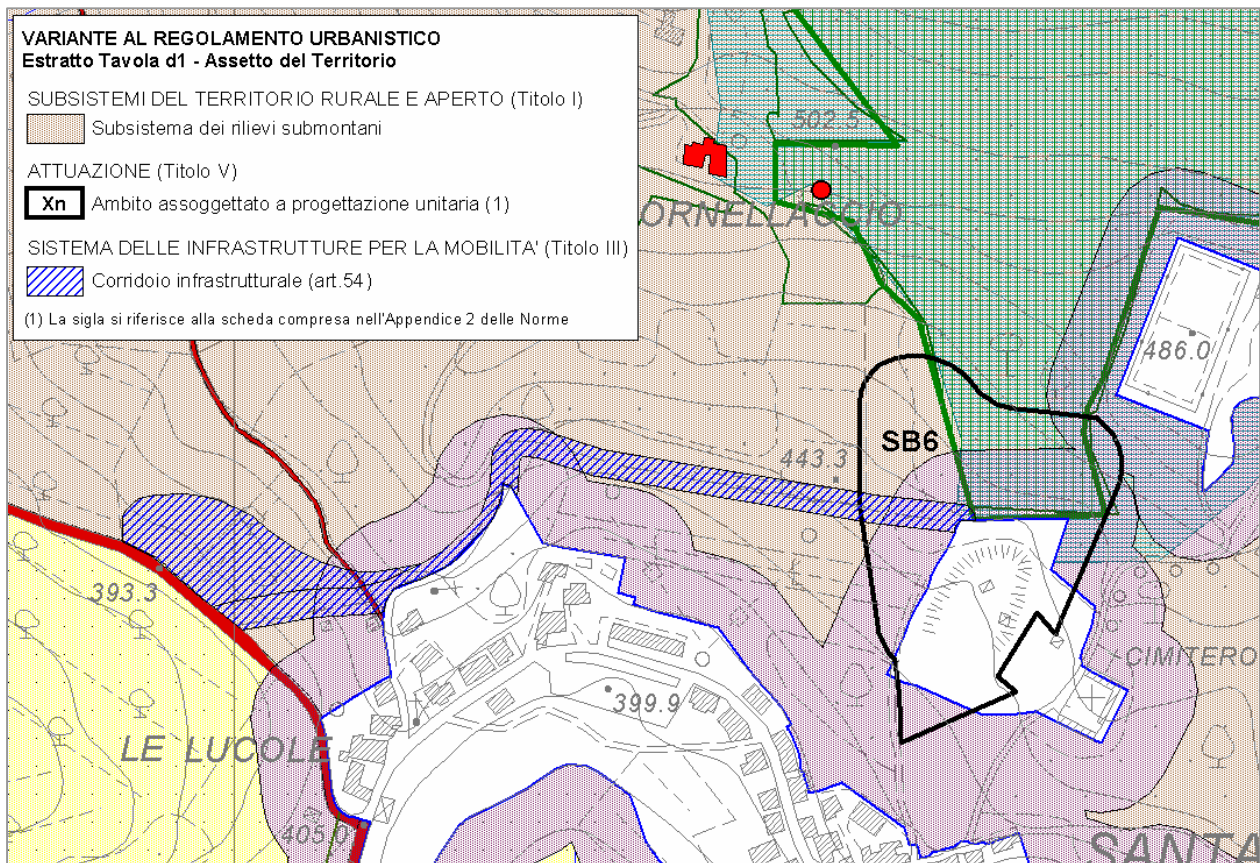 VARIANTE AL REGOLAMENTO URBANISTICO
Estratto Tavola d1 - Assetto del Territorio
SUBSISTEMI DEL TERRITORIO RURALE E APERTO (Titolo I)
Subsistema dei rilievi submontani
ATTUAZIONE (Titolo V)
Xn Ambito assoggettato a progettazione unitaria (1)
SISTEMA DELLE INFRASTRUTTURE PER LA MOBILITA' (Titolo III)
Corridoio infrastrutturale (art.54)
(1) La sigla si riferisce alla scheda compresa nell'Appendice 2 delle Norme
502.5
ORNELLACCIO
486.0
SB6
443.3
393.3
CIMITERO
399.9
LE LUCOLE
405.0
SANTA